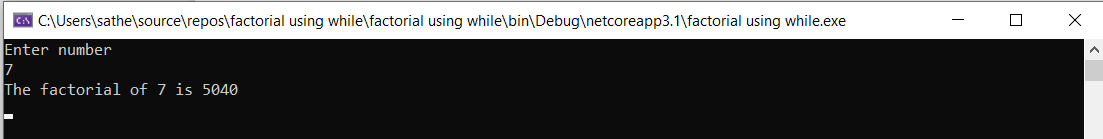 C:\Users\sathe\source\repos\factorial using while\factorial using while\bin\Debug\netcoreapp3.1\factorial using while.exe
Enter number
7
The factorial of 7 is 5040